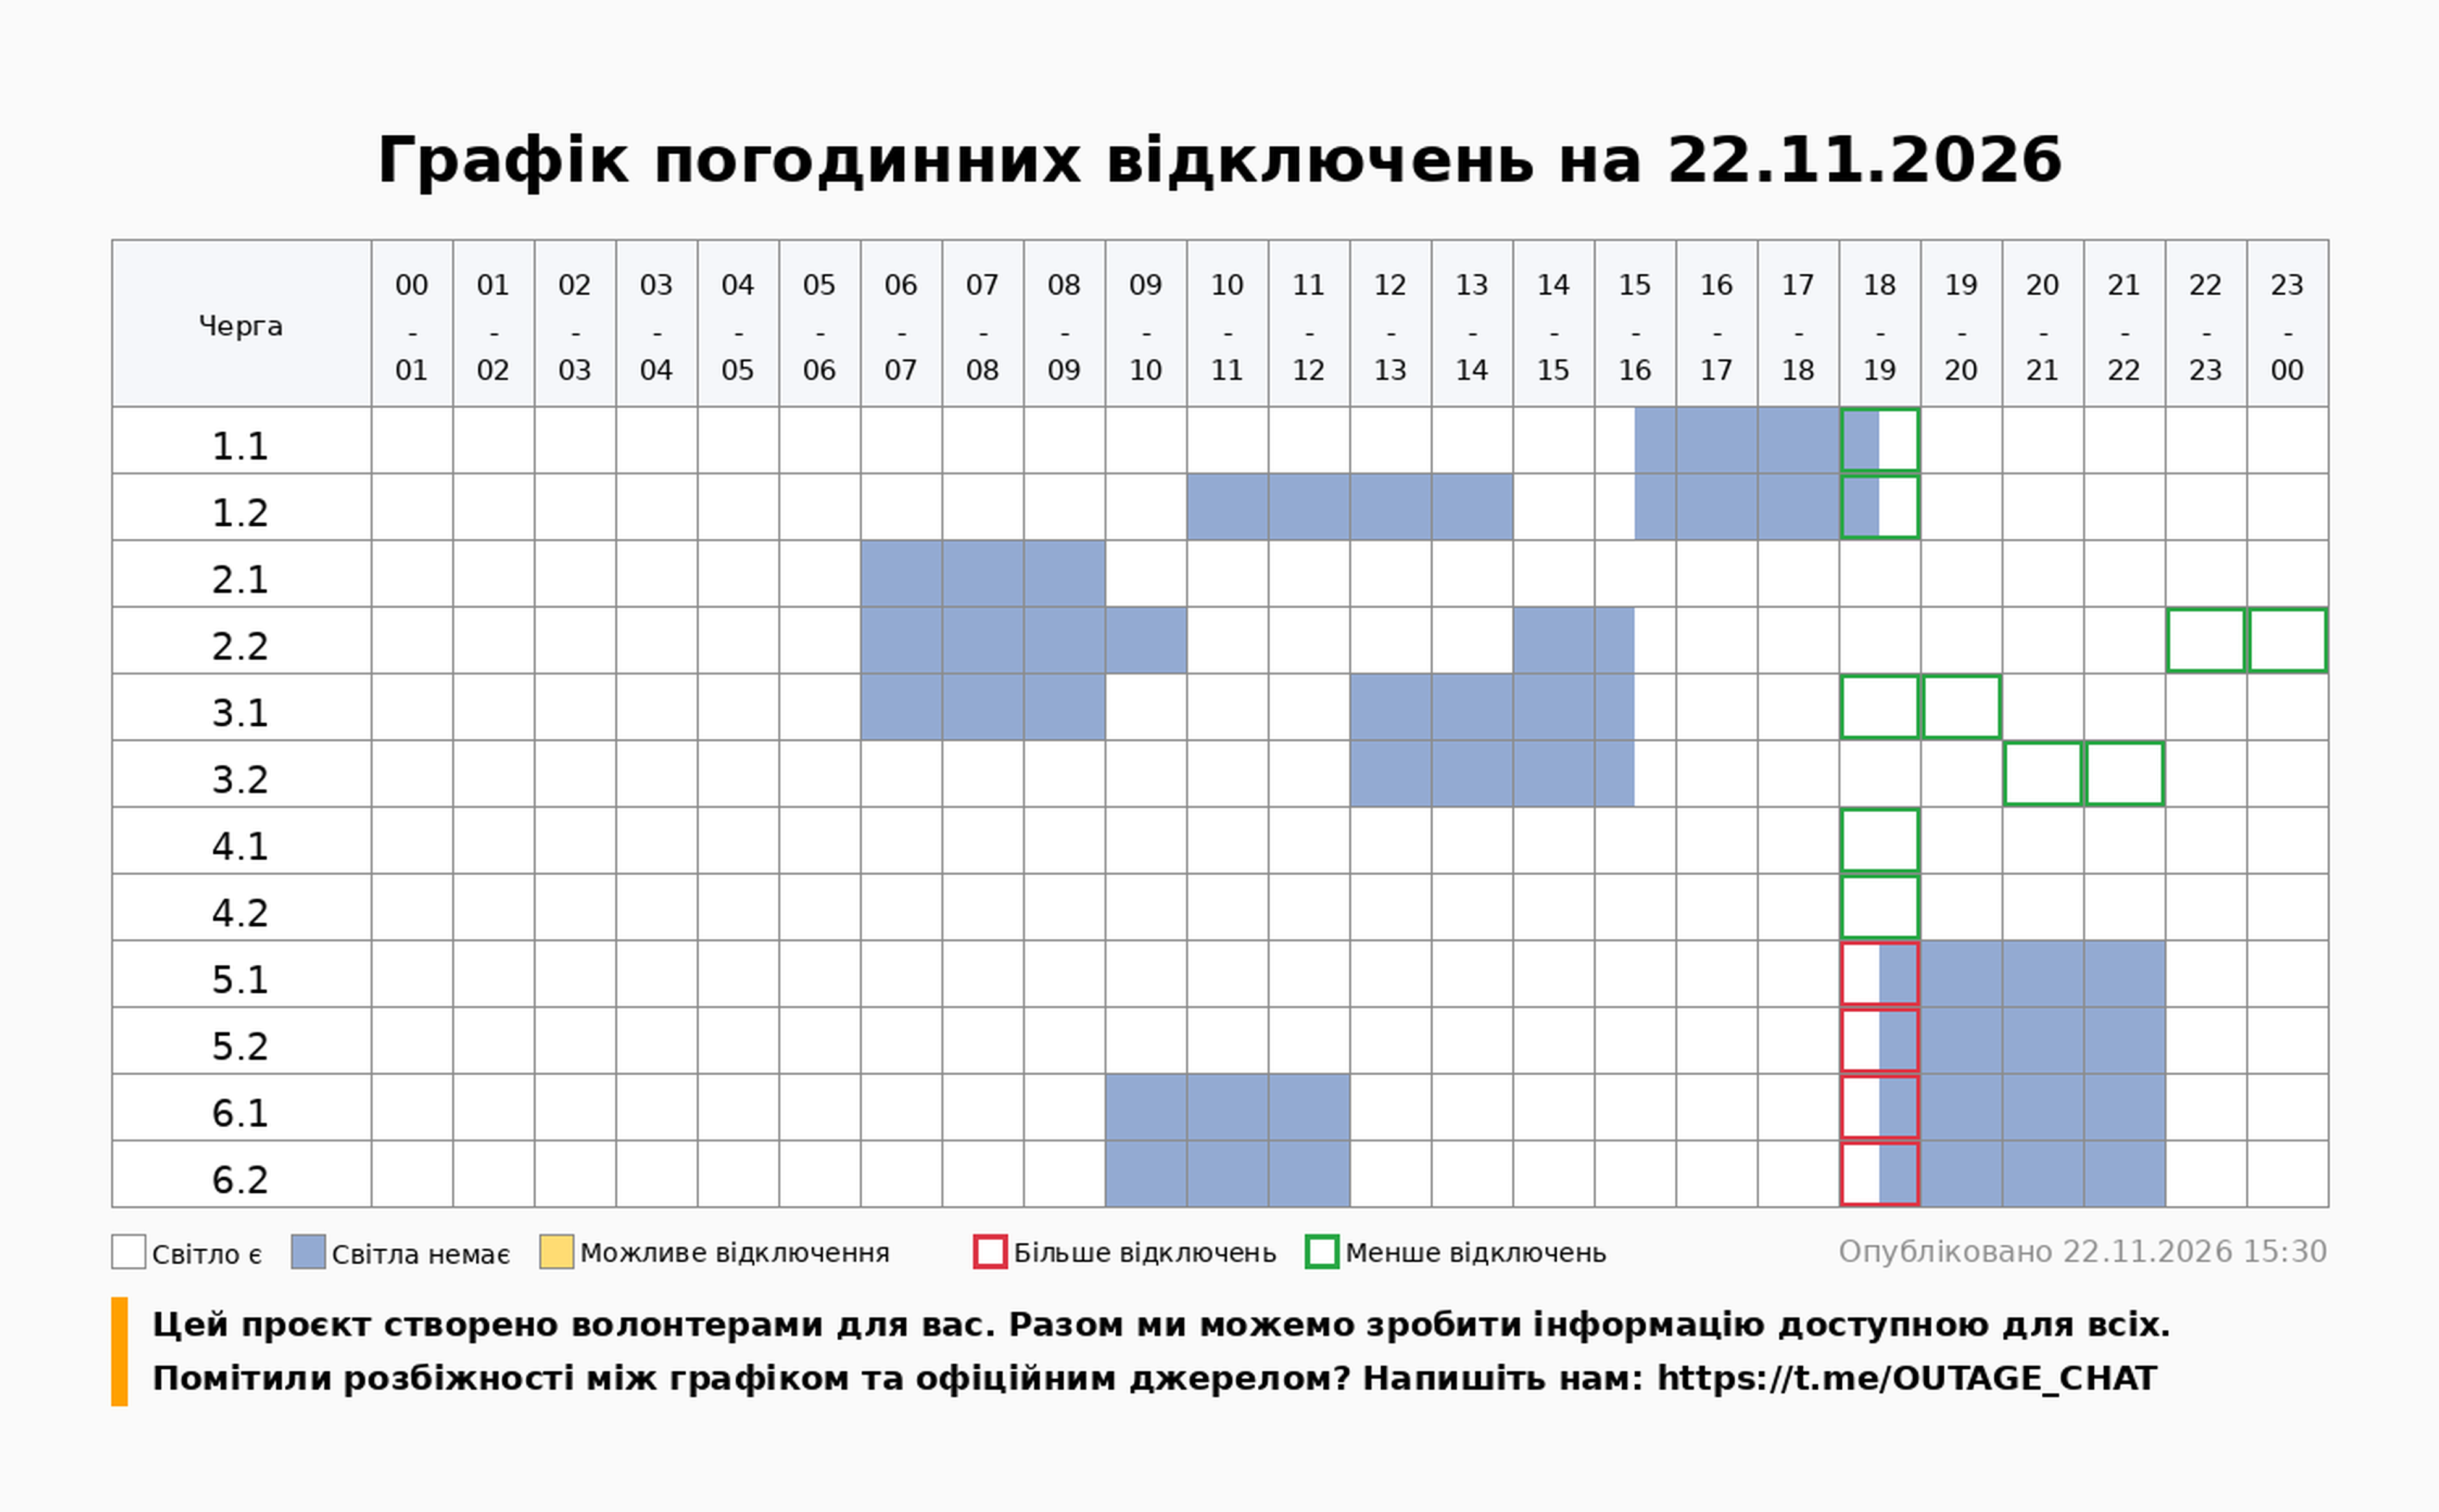 Графік погодинних відключень на 22.11.2026
Черга 00 - 01 01 - 02 02 - 03 03 - 04 04 - 05 05 - 06 06 - 07 07 - 08 08 - 09 09 - 10 10 - 11 11 - 12 12 - 13 13 - 14 14 - 15 15 - 16 16 - 17 17 - 18 18 - 19 19 - 20 20 - 21 21 - 22 22 - 23 23 - 00
1.1
1.2
2.1
2.2
3.1
3.2
4.1
4.2
5.1
5.2
6.1
6.2
Світло є Світла немає Можливе відключення Більше відключень Менше відключень Опубліковано 22.11.2026 15:30
Цей проєкт створено волонтерами для вас. Разом ми можемо зробити інформацію доступною для всіх.
Помітили розбіжності між графіком та офіційним джерелом? Напишіть нам: https://t.me/OUTAGE_CHAT